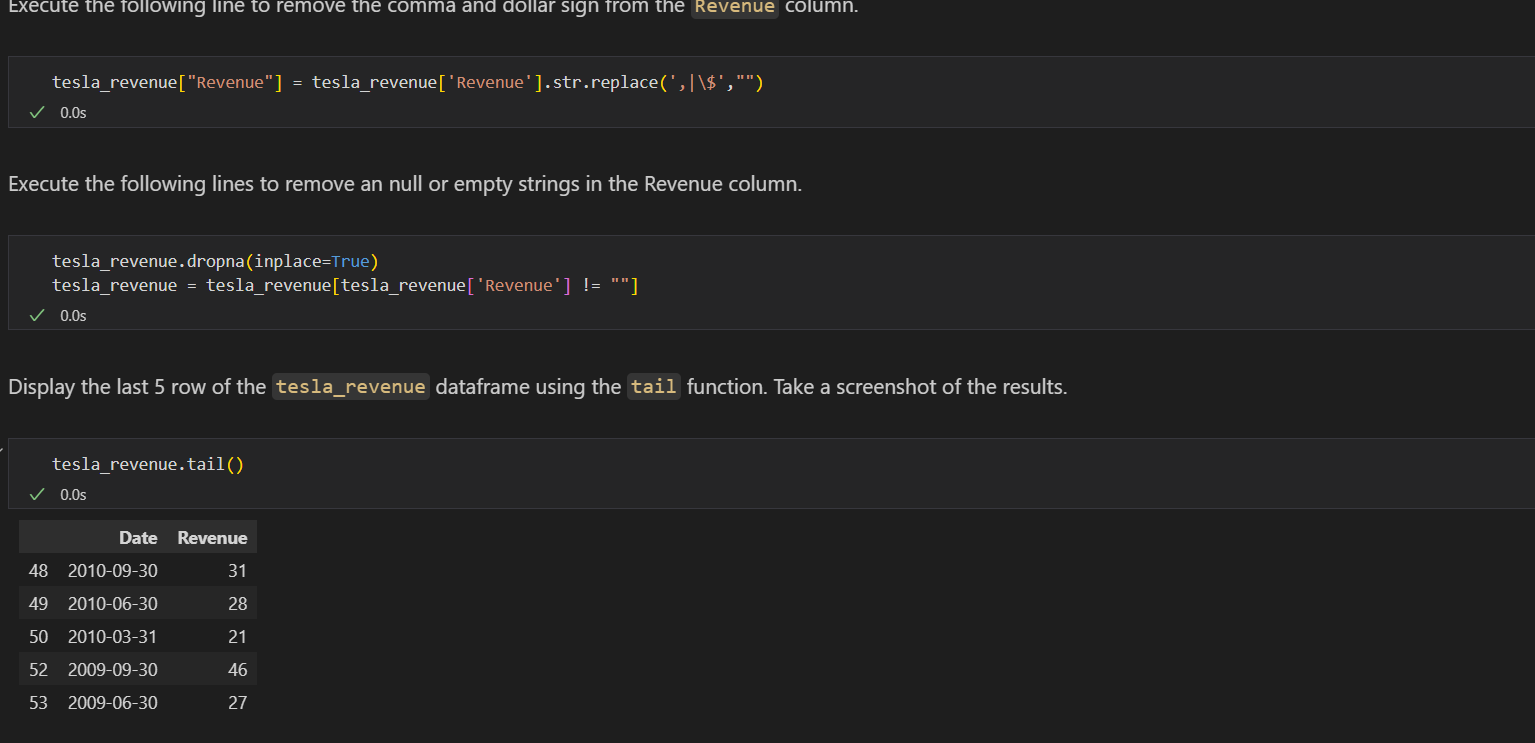 Execute the following line to remove the comma and dollar sign from the Revenue column.
tesla_revenue["Revenue"] = tesla_revenue['Revenue'].str.replace(',|\$',"")
0.0s
Execute the following lines to remove an null or empty strings in the Revenue column.
tesla_revenue.dropna(inplace=True)
tesla_revenue = tesla_revenue[tesla_revenue['Revenue'] != ""]
0.0s
Display the last 5 row of the tesla_revenue dataframe using the tail function. Take a screenshot of the results.
tesla_revenue.tail()
0.0s
Date Revenue
48 2010-09-30 31
49 2010-06-30 28
50 2010-03-31 21
52 2009-09-30 46
53 2009-06-30 27